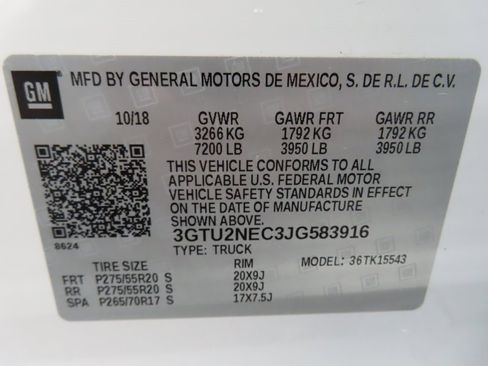 GM MFD BY GENERAL MOTORS DE MEXICO, S. DE R.L. DE C.V.
10/18 GVWR GAWR FRT GAWR RR
3266 KG 1792 KG 1792 KG
7200 LB 3950 LB 3950 LB
THIS VEHICLE CONFORMS TO ALL
APPLICABLE U.S. FEDERAL MOTOR
VEHICLE SAFETY STANDARDS IN EFFECT
ON THE DATE OF MANUFACTURE
SHOWN ABOVE.
8624
3GTU2NEC3JG583916
TYPE: TRUCK
TIRE SIZE RIM MODEL: 36TK15543
FRT P275/55R20 S 20X9J
RR P275/55R20 S 20X9J
SPA P265/70R17 S 17X7.5J